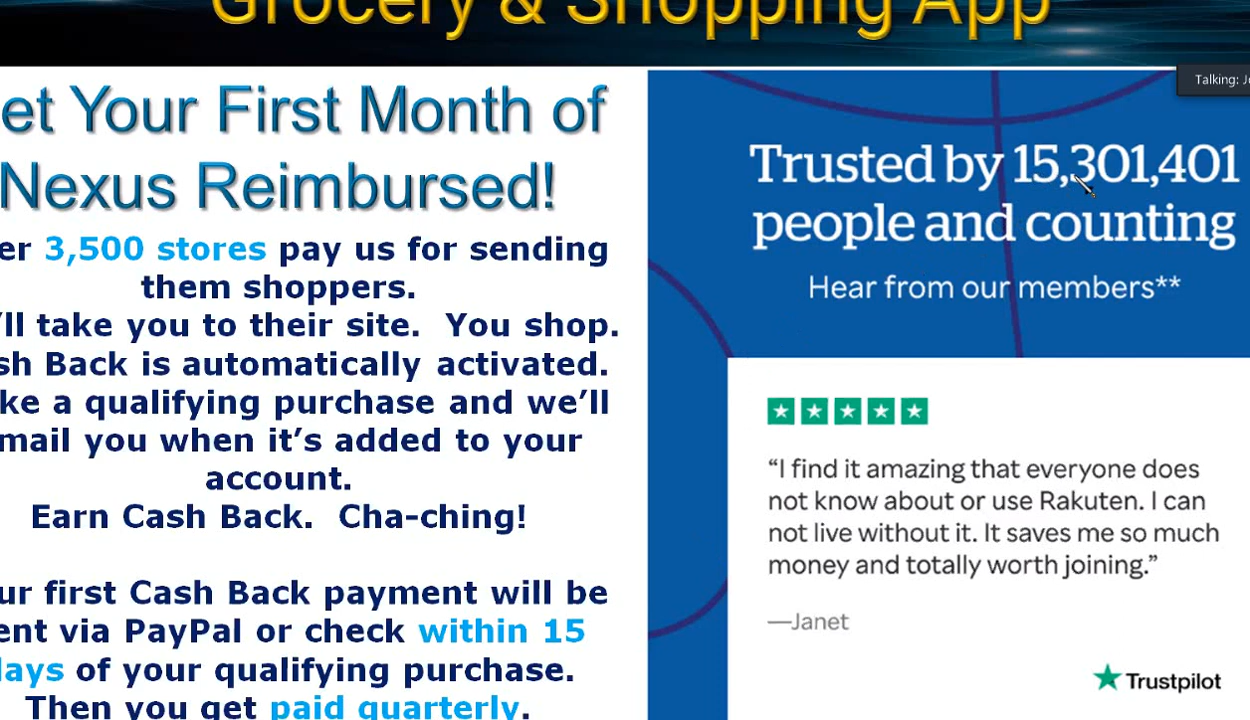 Grocery & Shopping App
et Your First Month of
Nexus Reimbursed!
er 3,500 stores pay us for sending
them shoppers.
'll take you to their site.  You shop.
sh Back is automatically activated.
ke a qualifying purchase and we’ll
mail you when it’s added to your
account.
Earn Cash Back.  Cha-ching!
ur first Cash Back payment will be
ent via PayPal or check within 15
days of your qualifying purchase.
Then you get paid quarterly.
Talking: Jo
Trusted by 15,301,401
people and counting
Hear from our members**
“I find it amazing that everyone does
not know about or use Rakuten. I can
not live without it. It saves me so much
money and totally worth joining.”
—Janet
Trustpilot